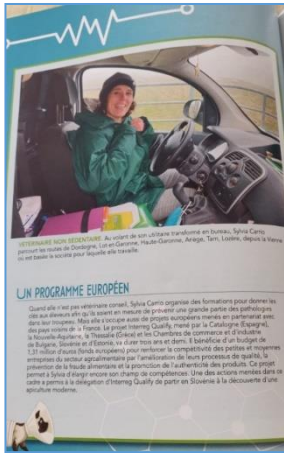 VÉTÉRINAIRE NON SÉDENTAIRE. Au volant de son utilitaire transformé en bureau, Sylvia Carrio
parcourt les routes de Dordogne, Lot-et-Garonne, Haute-Garonne, Ariège, Tarn, Lozère, depuis la Vienne
où est basée la société pour laquelle elle travaille.
UN PROGRAMME EUROPÉEN
Quand elle n'est pas vétérinaire conseil, Sylvia Carrio organise des formations pour donner les
clés aux éleveurs afin qu'ils soient en mesure de prévenir une grande partie des pathologies
dans leur troupeau. Mais elle s'occupe aussi de projets européens menés en partenariat avec
des pays voisins de la France. Le projet Interreg Qualify, mené par la Catalogne (Espagne),
la Nouvelle-Aquitaine, la Thessalie (Grèce) et les Chambres de commerce et d'industrie
de Bulgarie, Slovénie et d'Estonie, va durer trois ans et demi. Il bénéficie d'un budget de
1,31 million d'euros (fonds européens) pour renforcer la compétitivité des petites et moyennes
entreprises du secteur agroalimentaire par l'amélioration de leurs processus de qualité, la
prévention de la fraude alimentaire et la promotion de l'authenticité des produits. Ce projet
permet à Sylvia d'élargir encore son champ de compétences. Une des actions menées dans ce
cadre a permis à la délégation d'Interreg Qualify de partir en Slovénie à la découverte d'une
apiculture moderne.